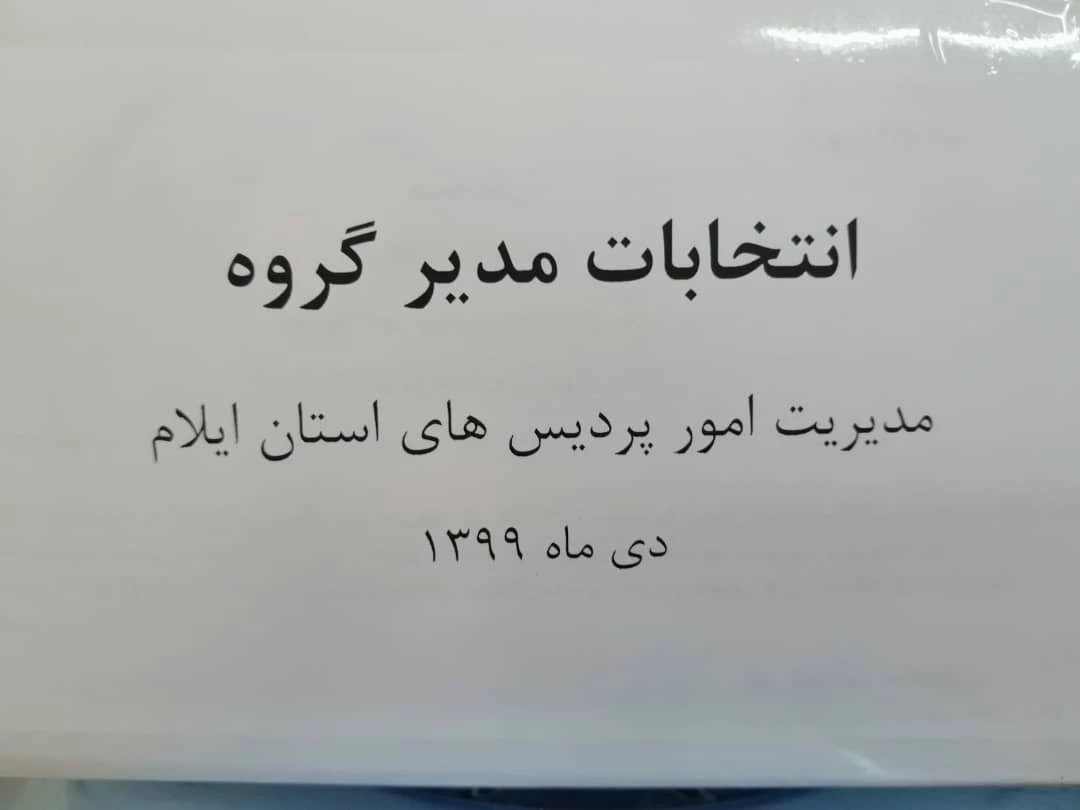 انتخابات مدیر گروه
مدیریت امور پردیس های استان ایلام
دی ماه ۱۳۹۹